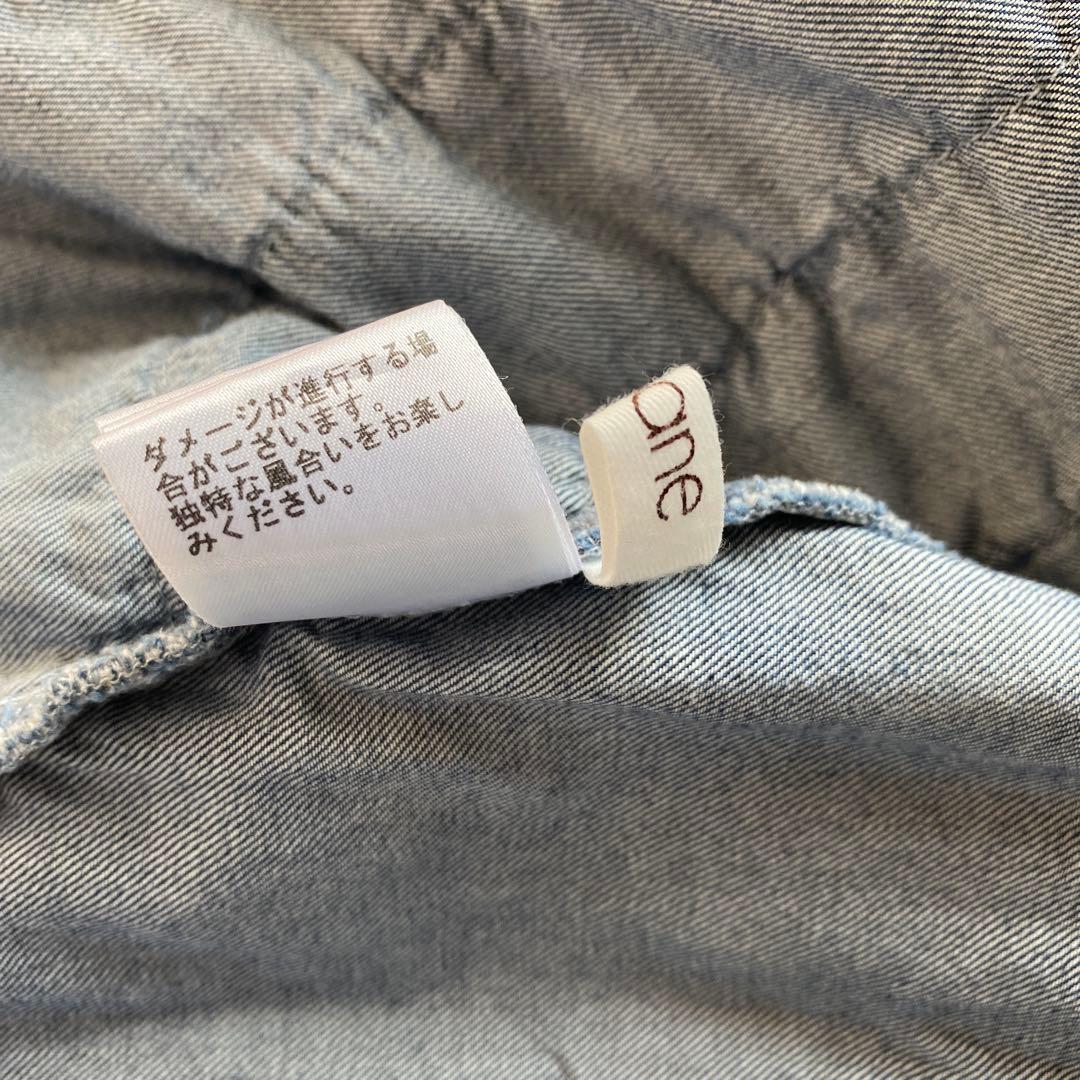 ダメージが進行する場
合がございます。
独特な風合いをお楽し
みください。
ane